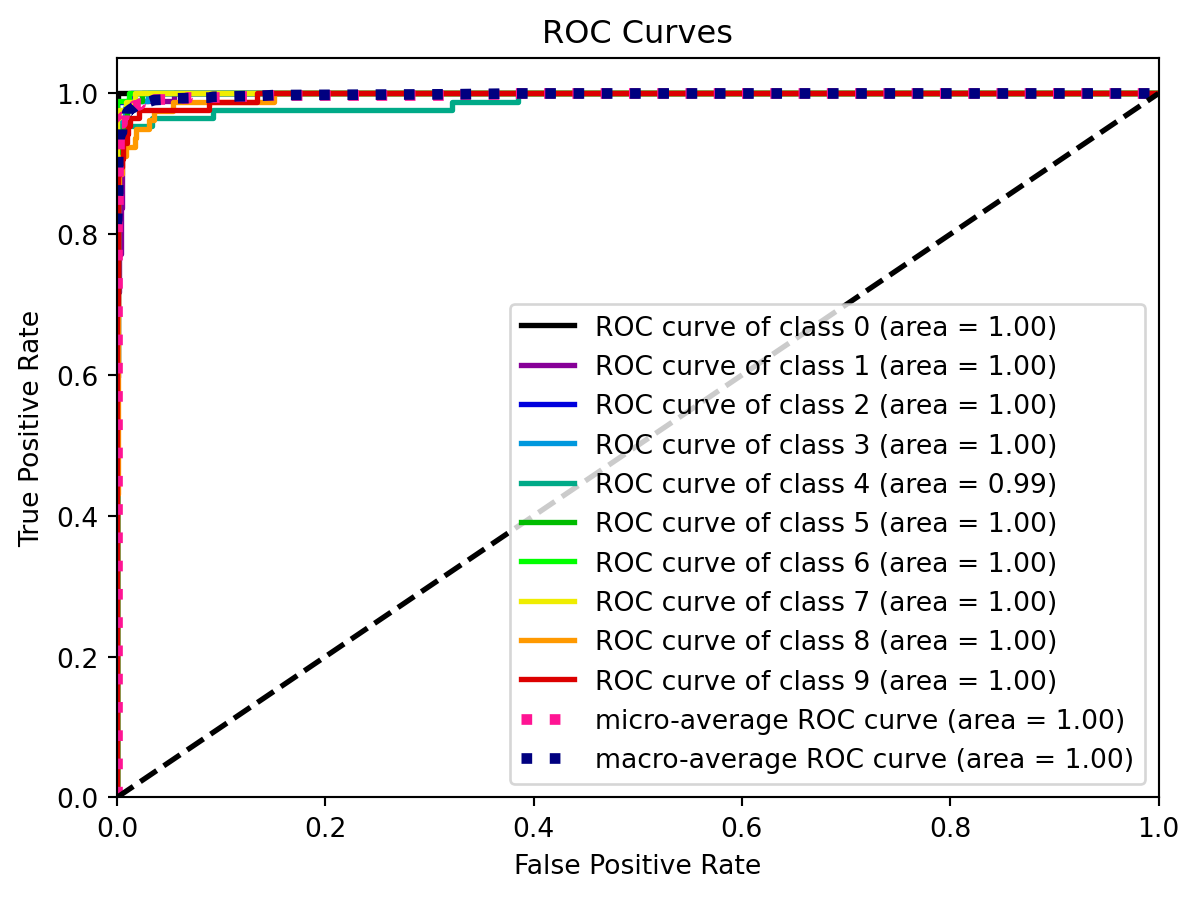 ROC Curves
1.0
0.8
0.6
0.4
0.2
0.0
True Positive Rate
ROC curve of class 0 (area = 1.00)
ROC curve of class 1 (area = 1.00)
ROC curve of class 2 (area = 1.00)
ROC curve of class 3 (area = 1.00)
ROC curve of class 4 (area = 0.99)
ROC curve of class 5 (area = 1.00)
ROC curve of class 6 (area = 1.00)
ROC curve of class 7 (area = 1.00)
ROC curve of class 8 (area = 1.00)
ROC curve of class 9 (area = 1.00)
micro-average ROC curve (area = 1.00)
macro-average ROC curve (area = 1.00)
0.0 0.2 0.4 0.6 0.8 1.0
False Positive Rate